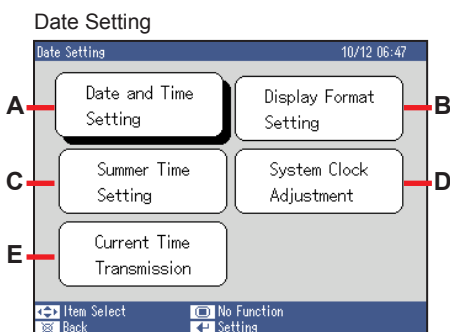 Date Setting
Date Setting 10/12 06:47
A
Date and Time
Setting
Display Format
Setting
B
C
Summer Time
Setting
System Clock
Adjustment
D
E
Current Time
Transmission
Item Select No Function
Back Setting